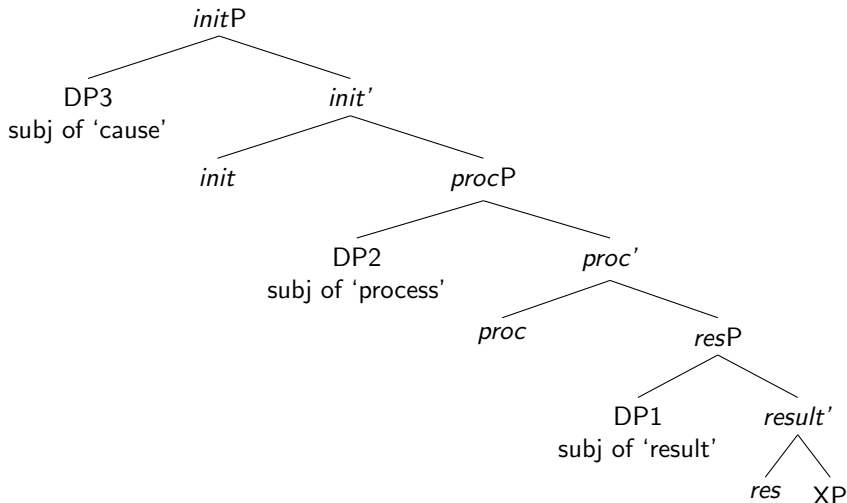 initP
DP3
subj of ‘cause’
init’
init
procP
DP2
subj of ‘process’
proc’
proc
resP
DP1
subj of ‘result’
result’
res
XP